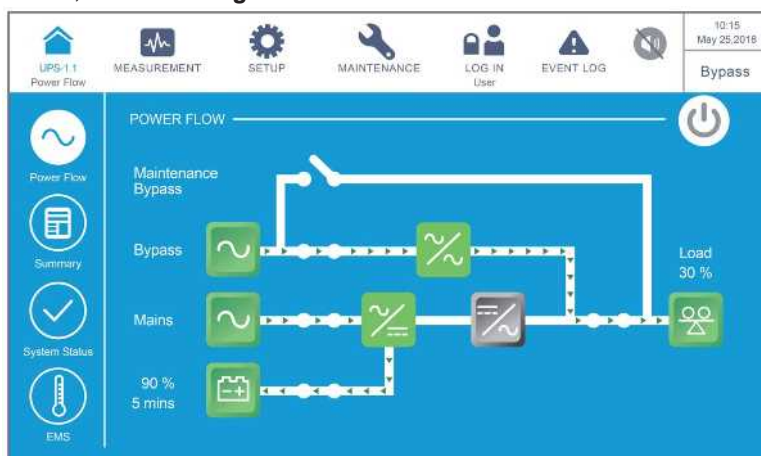 UPS-1.1
Power Flow
MEASUREMENT
SETUP
MAINTENANCE
LOG IN
User
EVENT LOG
10:15
May 25,2016
Bypass
POWER FLOW
Power Flow
Summary
System Status
EMS
Maintenance
Bypass
Bypass
Mains
90 %
5 mins
Load
30 %